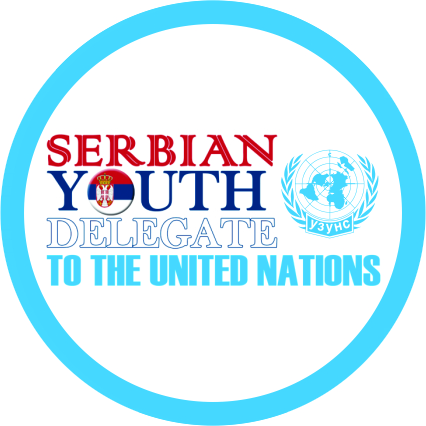 SERBIAN
YOUTH
DELEGATE
TO THE UNITED NATIONS
УЗУНС